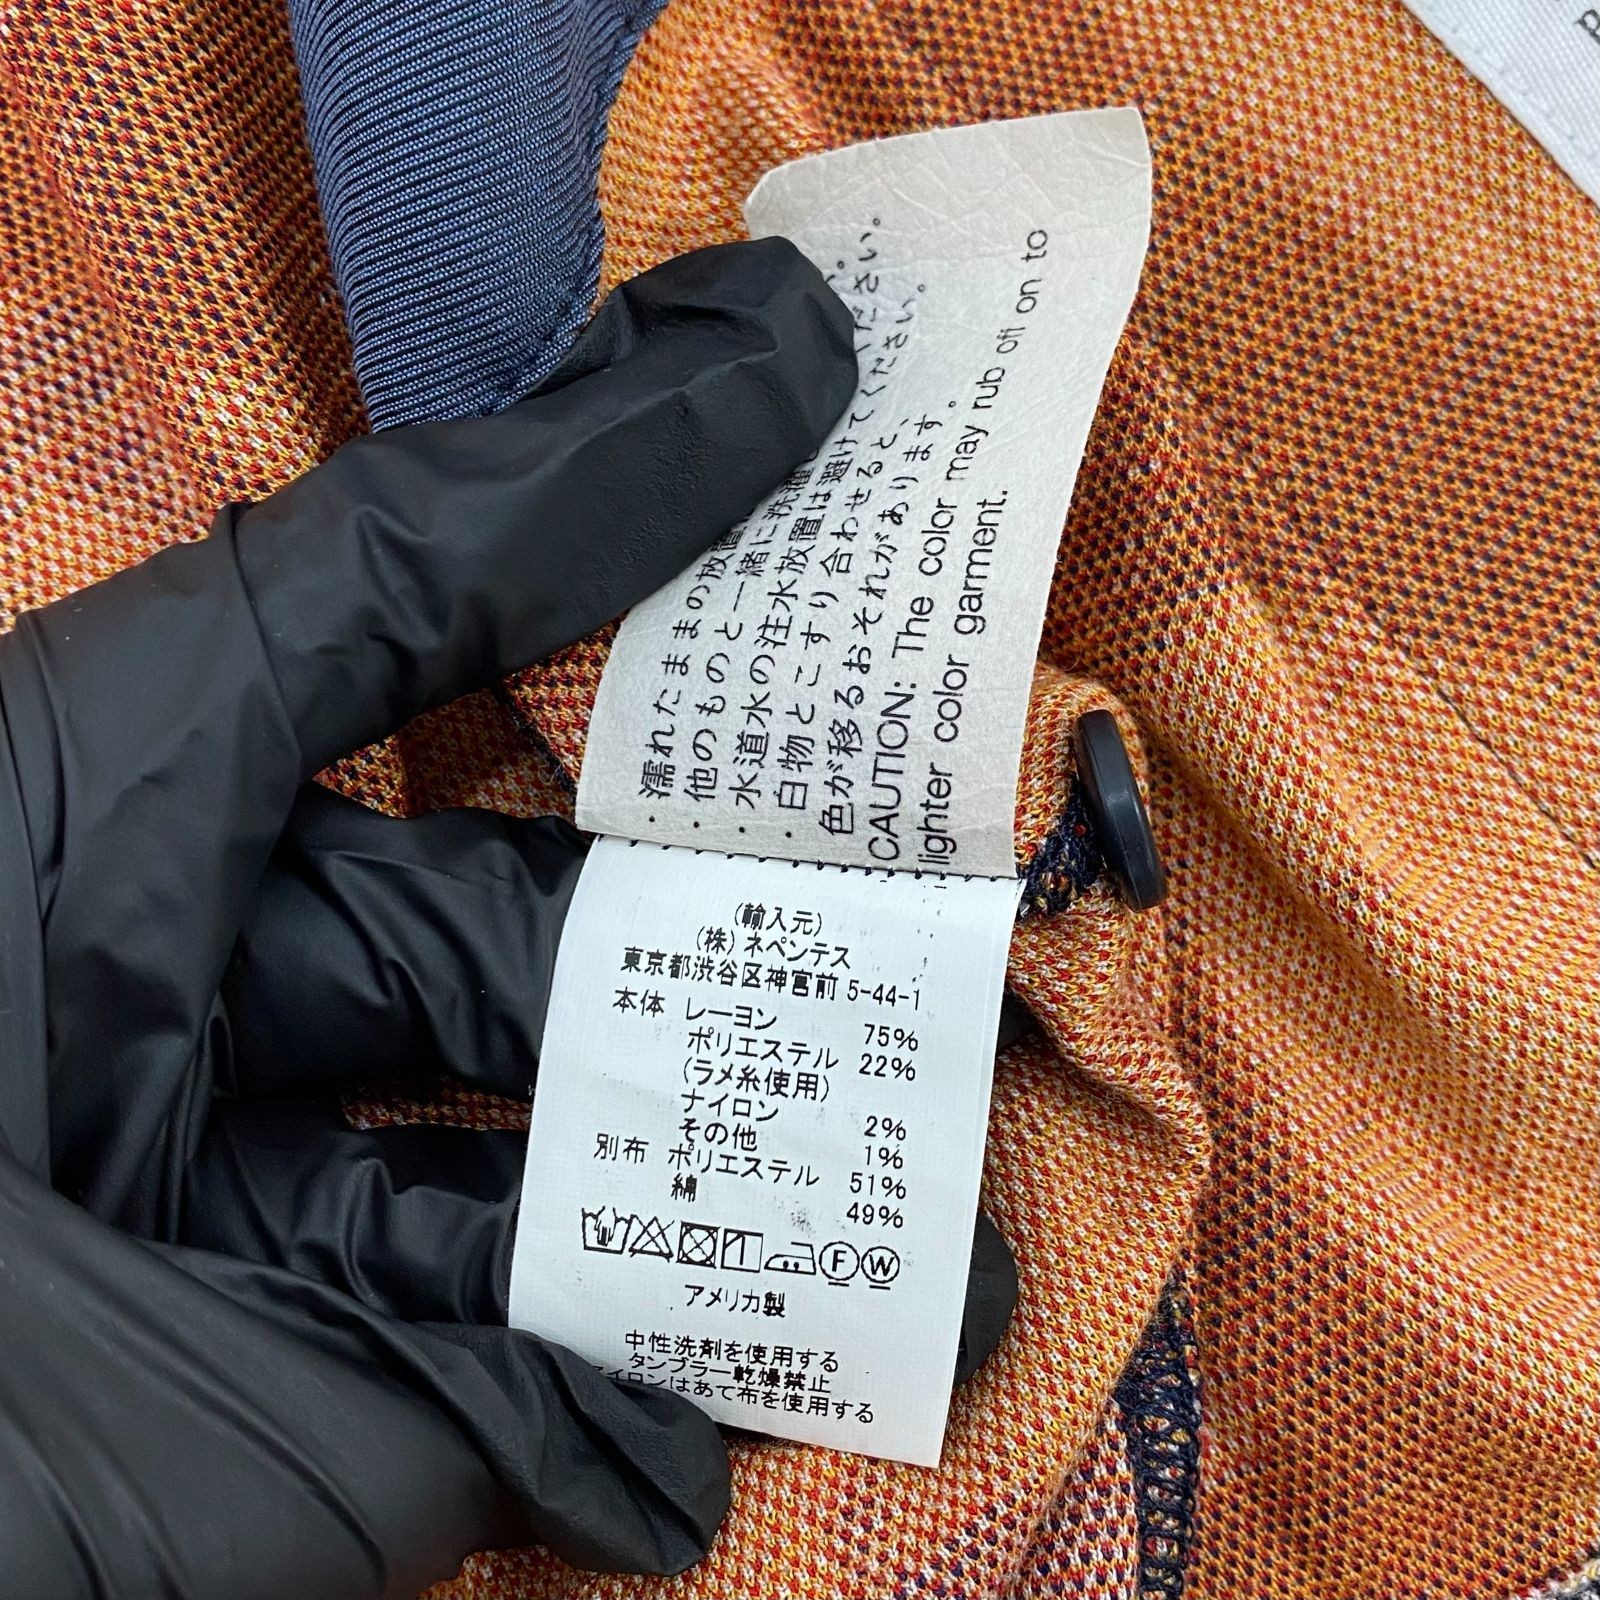 ・濡れたままの放置
・他のものと一緒に洗濯
・水道水の注水放置は避けてください。
・白物とこすり合わせると、
色が移るおそれがあります。
CAUTION: The color may rub off on to
lighter color garment.
(輸入元)
(株)ネペンテス
東京都渋谷区神宮前 5-44-1
本体 レーヨン 75%
ポリエステル 22%
(ラメ糸使用)
ナイロン 2%
その他 1%
別布 ポリエステル 51%
綿 49%
F W
アメリカ製
中性洗剤を使用する
タンブラー乾燥禁止
アイロンはあて布を使用する